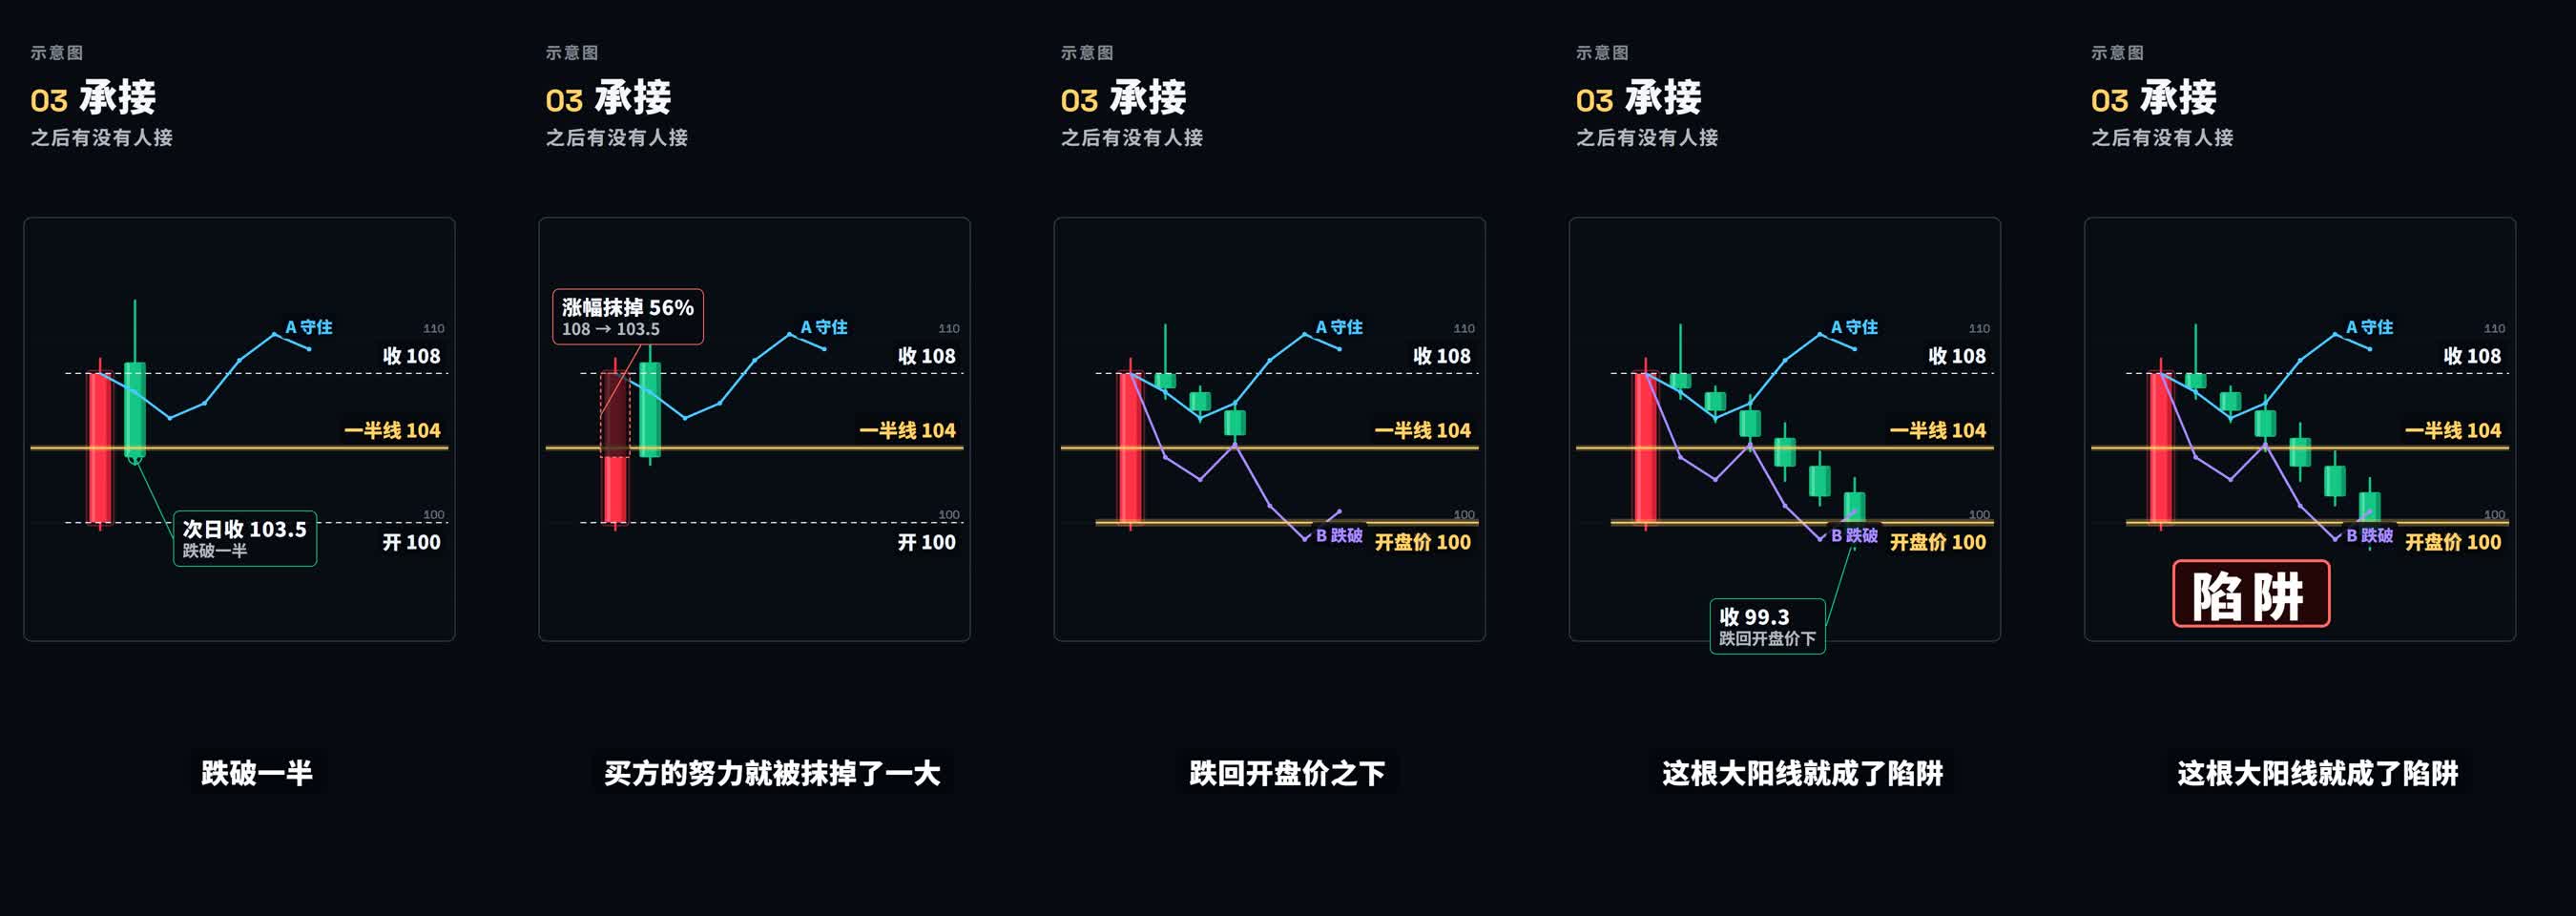 示意图
03 承接
之后有没有人接
A 守住
110
收 108
一半线 104
100
次日收 103.5
跌破一半
开 100
跌破一半
示意图
03 承接
之后有没有人接
涨幅抹掉 56%
108 → 103.5
A 守住
110
收 108
一半线 104
100
开 100
买方的努力就被抹掉了一大
示意图
03 承接
之后有没有人接
A 守住
110
收 108
一半线 104
100
B 跌破
开盘价 100
跌回开盘价之下
示意图
03 承接
之后有没有人接
A 守住
110
收 108
一半线 104
100
B 跌破
开盘价 100
收 99.3
跌回开盘价下
这根大阳线就成了陷阱
示意图
03 承接
之后有没有人接
A 守住
110
收 108
一半线 104
100
B 跌破
开盘价 100
陷阱
这根大阳线就成了陷阱